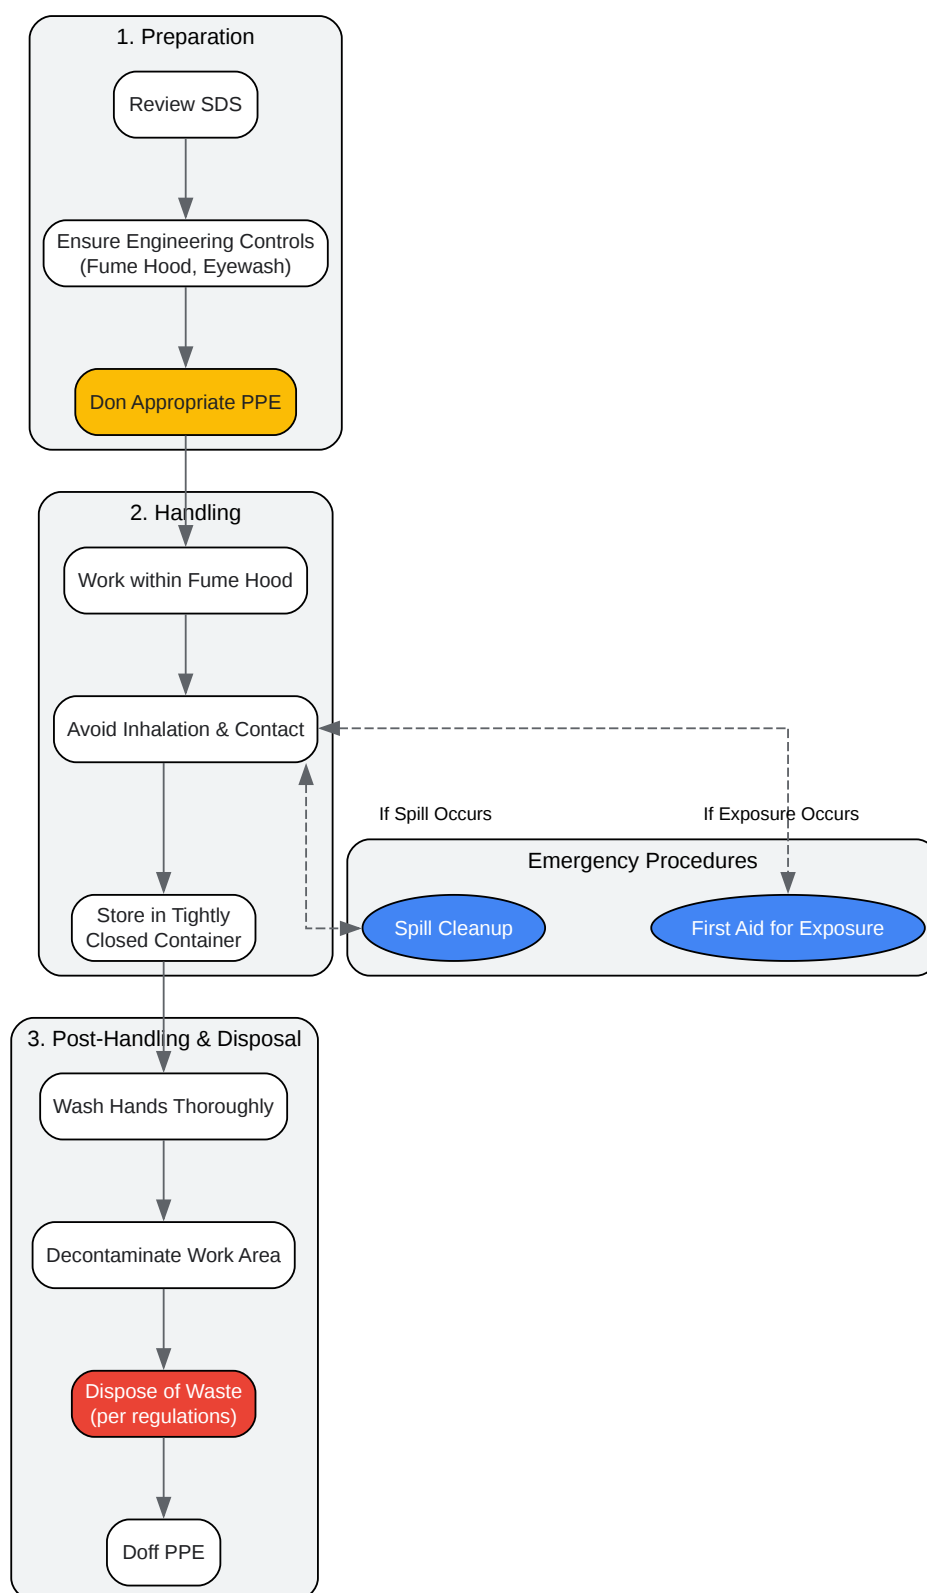 1. Preparation
Review SDS
Ensure Engineering Controls
(Fume Hood, Eyewash)
Don Appropriate PPE
2. Handling
Work within Fume Hood
Avoid Inhalation & Contact
If Spill Occurs
If Exposure Occurs
Emergency Procedures
Store in Tightly
Closed Container
Spill Cleanup
First Aid for Exposure
3. Post-Handling & Disposal
Wash Hands Thoroughly
Decontaminate Work Area
Dispose of Waste
(per regulations)
Doff PPE